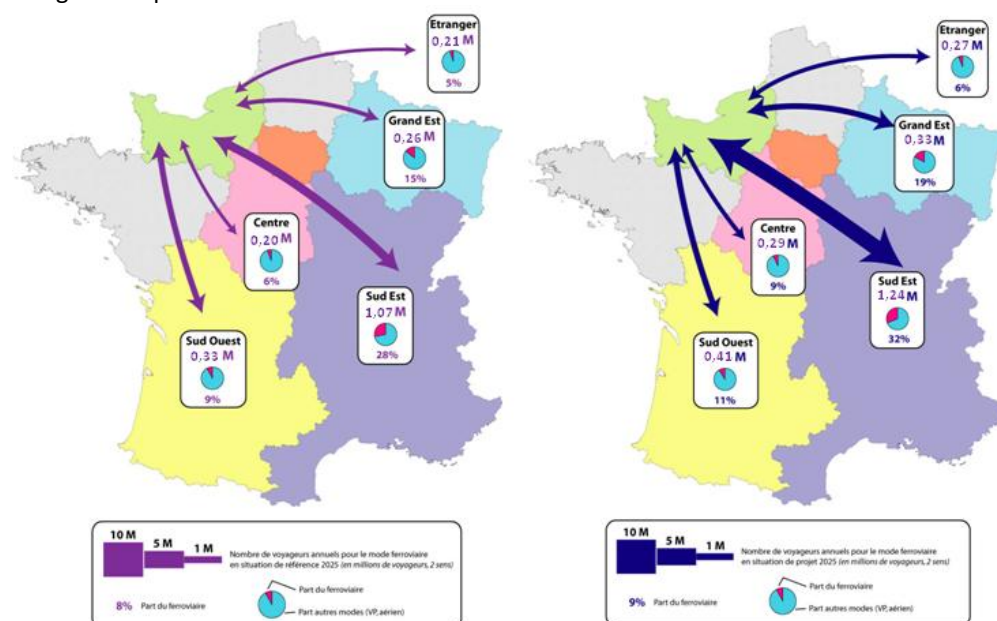 Etranger
0,21 M
5%
Grand Est
0,26 M
15%
Centre
0,20 M
6%
Sud Est
1,07 M
28%
Sud Ouest
0,33 M
9%
10 M
5 M
1 M
Nombre de voyageurs annuels pour le mode ferroviaire
en situation de référence 2025 (en millions de voyageurs, 2 sens)
8% Part du ferroviaire
Part du ferroviaire
Part autres modes (VP, aérien)
Etranger
0,27 M
6%
Grand Est
0,33 M
19%
Centre
0,29 M
9%
Sud Est
1,24 M
32%
Sud Ouest
0,41 M
11%
10 M
5 M
1 M
Nombre de voyageurs annuels pour le mode ferroviaire
en situation de projet 2025 (en millions de voyageurs, 2 sens)
9% Part du ferroviaire
Part du ferroviaire
Part autres modes (VP, aérien)